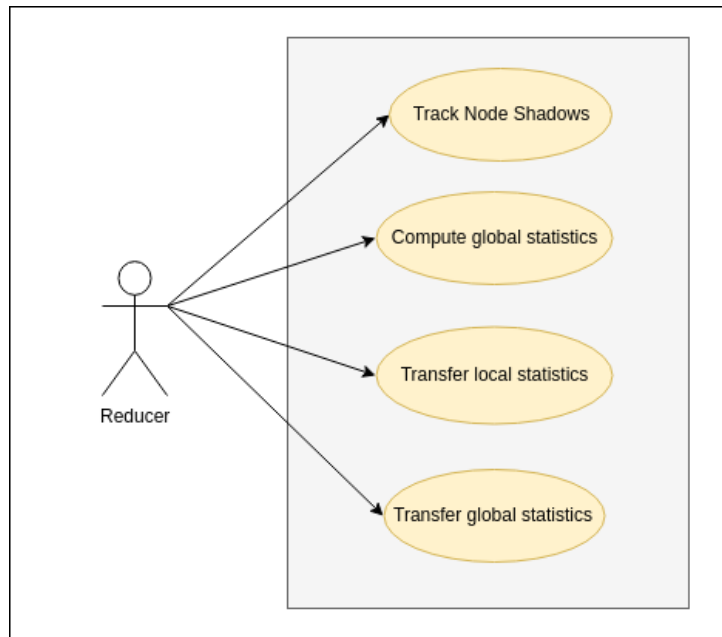 Track Node Shadows
Compute global statistics
Transfer local statistics
Reducer
Transfer global statistics